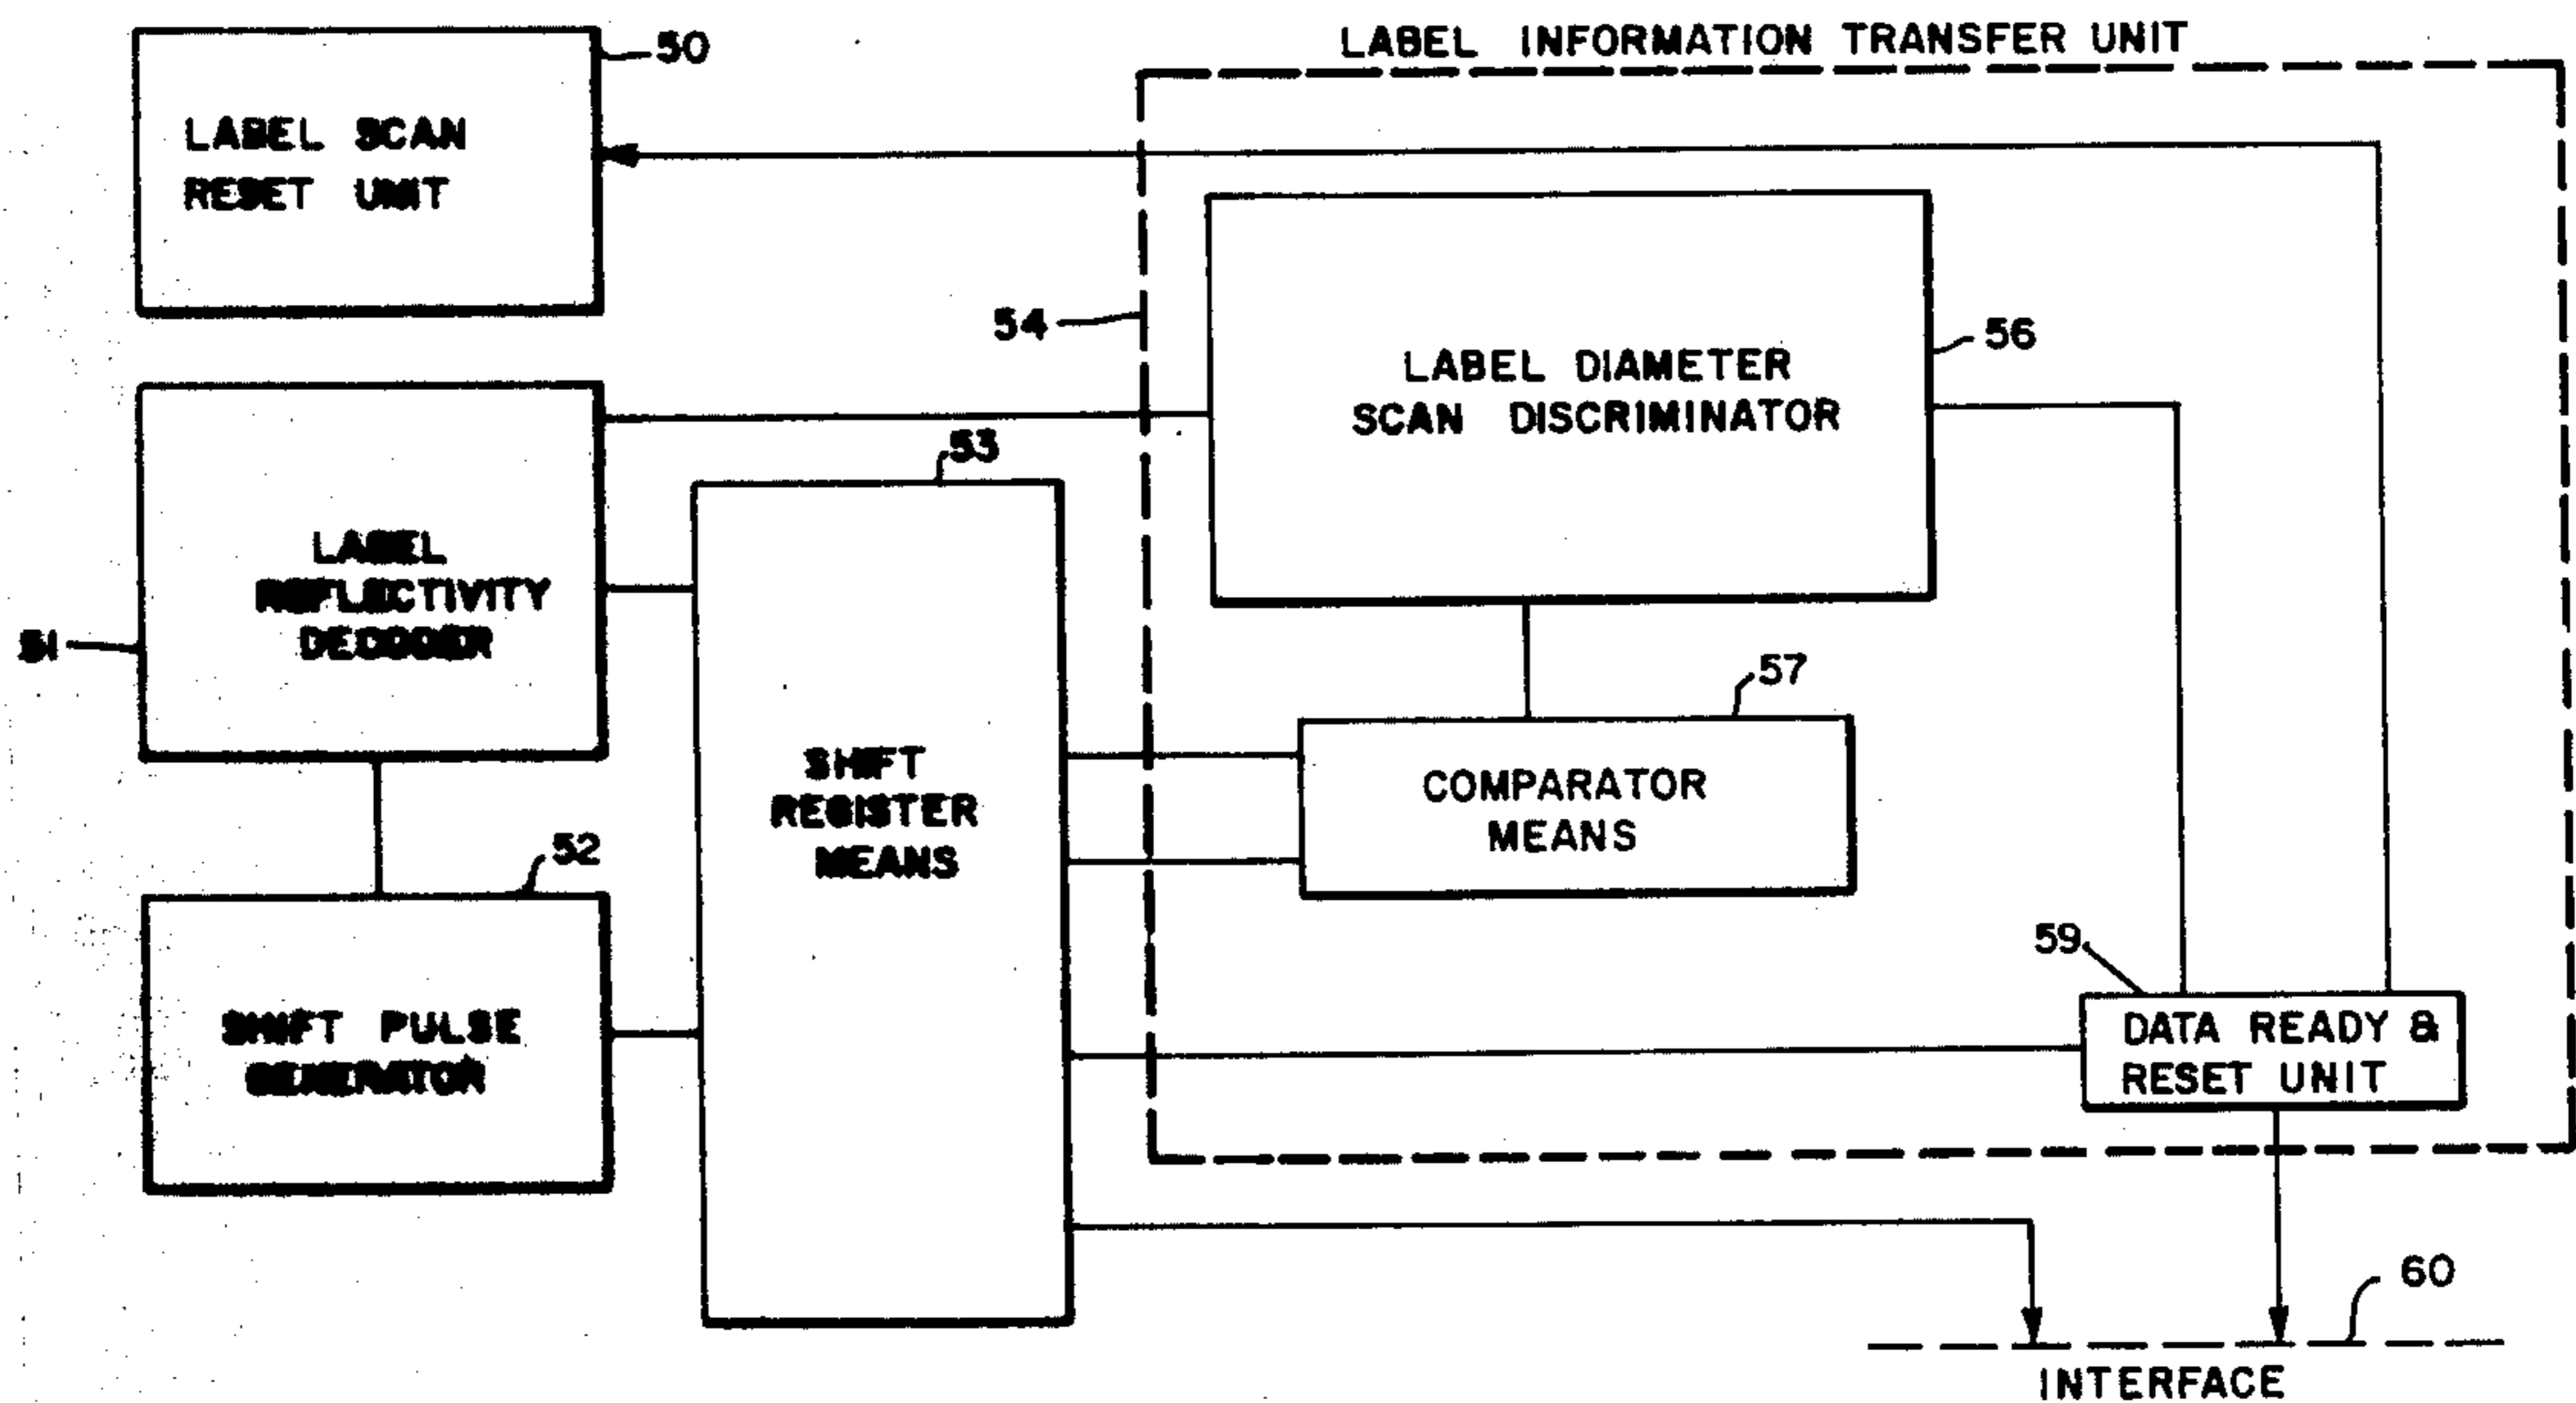 LABEL INFORMATION TRANSFER UNIT
50
LABEL SCAN
RESET UNIT
54
56
LABEL DIAMETER
SCAN DISCRIMINATOR
53
51
LABEL
REFLECTIVITY
DECODER
57
COMPARATOR
MEANS
SHIFT
REGISTER
MEANS
52
SHIFT PULSE
GENERATOR
59
DATA READY &
RESET UNIT
60
INTERFACE